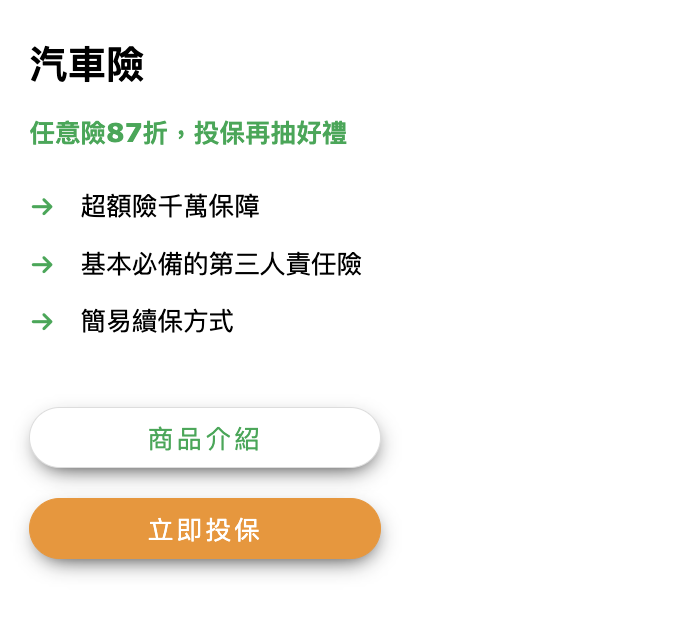 汽車險
任意險87折，投保再抽好禮
超額險千萬保障
基本必備的第三人責任險
簡易續保方式
商品介紹
立即投保